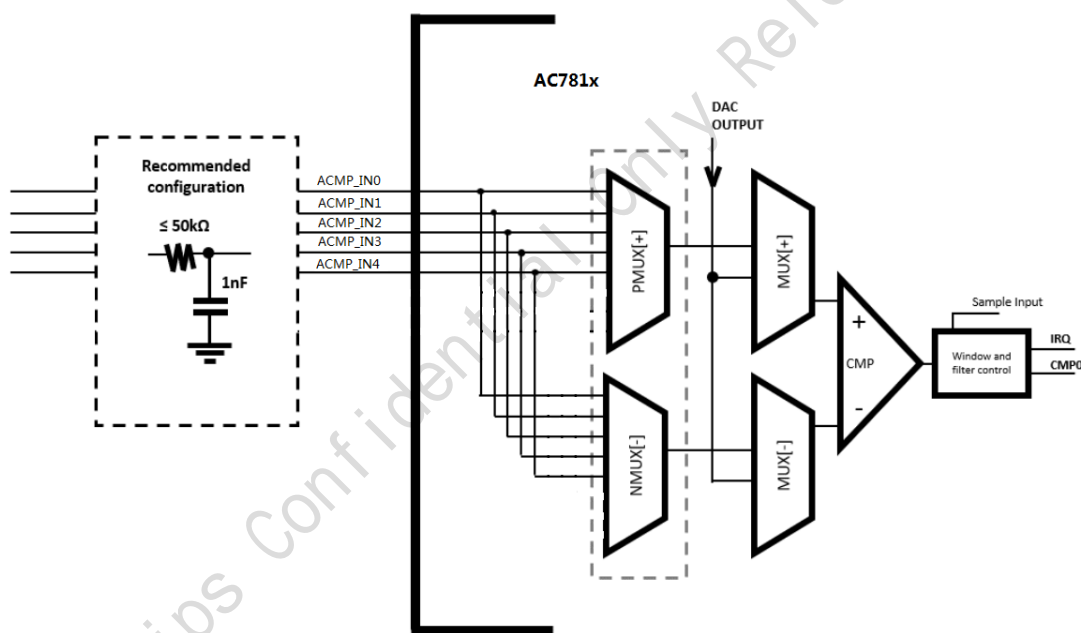 AC781x
DAC
OUTPUT
Recommended
configuration
≤ 50kΩ
1nF
ACMP_IN0
ACMP_IN1
ACMP_IN2
ACMP_IN3
ACMP_IN4
PMUX[+]
MUX[+]
NMUX[-]
MUX[-]
+
CMP
-
Sample Input
Window and
filter control
IRQ
CMP0
ips Confidential only Rele